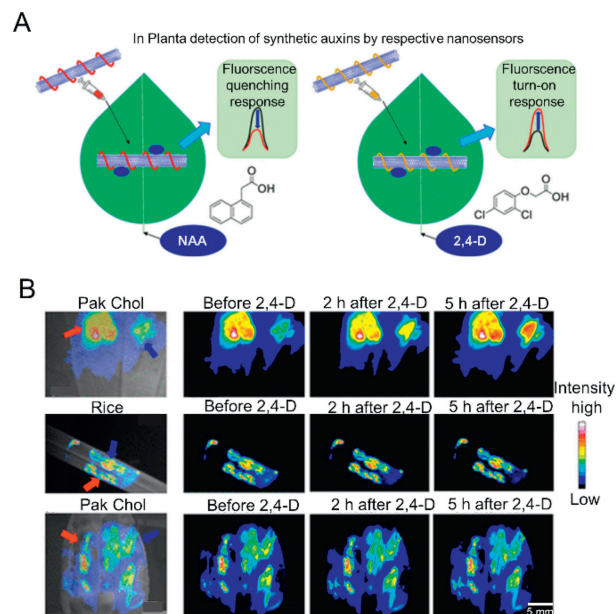 A
In Planta detection of synthetic auxins by respective nanosensors
Fluorscence
quenching
response
OH
O
NAA
Fluorscence
turn-on
response
O
OH
O
Cl
Cl
2,4-D
B
Pak Chol
Before 2,4-D
2 h after 2,4-D
5 h after 2,4-D
Rice
Before 2,4-D
2 h after 2,4-D
5 h after 2,4-D
Pak Chol
Before 2,4-D
2 h after 2,4-D
5 h after 2,4-D
Intensity
high
Low
5 mm